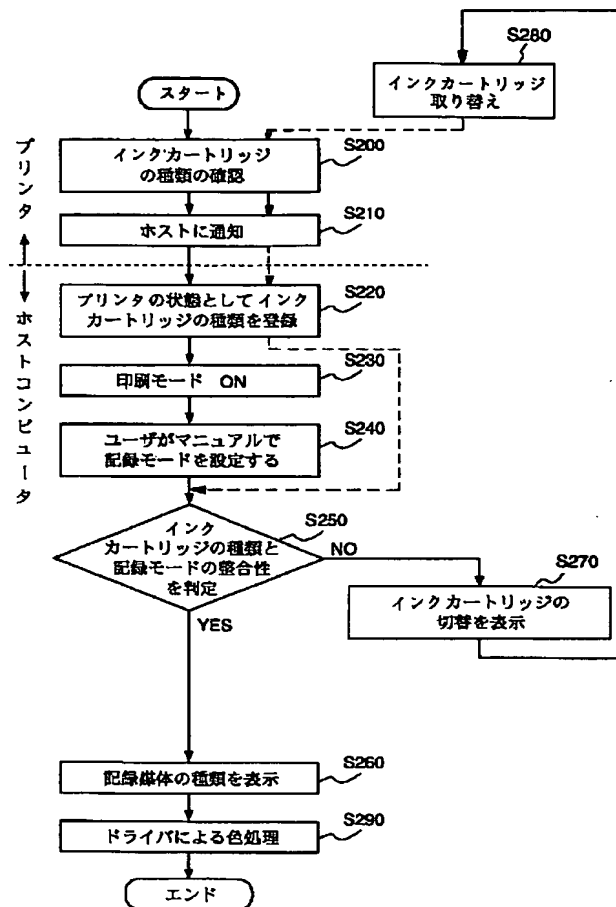 S280
インクカートリッジ
取り替え
スタート
S200
インクカートリッジ
の種類の確認
プリンタ
S210
ホストに通知
S220
プリンタの状態としてインク
カートリッジの種類を登録
ホストコンピュータ
S230
印刷モード ON
S240
ユーザがマニュアルで
記録モードを設定する
S250
インク
カートリッジの種類と
記録モードの整合性
を判定
NO
S270
インクカートリッジの
切替を表示
YES
S260
記録媒体の種類を表示
S290
ドライバによる色処理
エンド